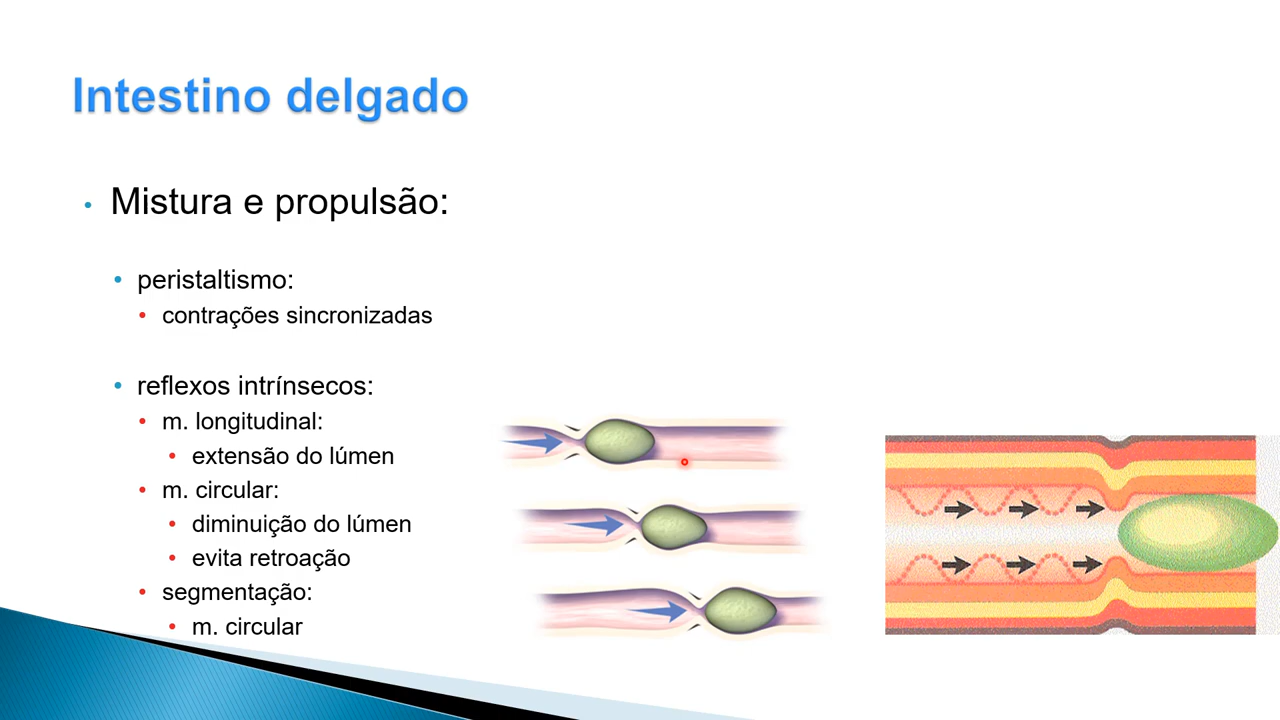 Intestino delgado
• Mistura e propulsão:
• peristaltismo:
• contrações sincronizadas
• reflexos intrínsecos:
• m. longitudinal:
• extensão do lúmen
• m. circular:
• diminuição do lúmen
• evita retroação
• segmentação:
• m. circular